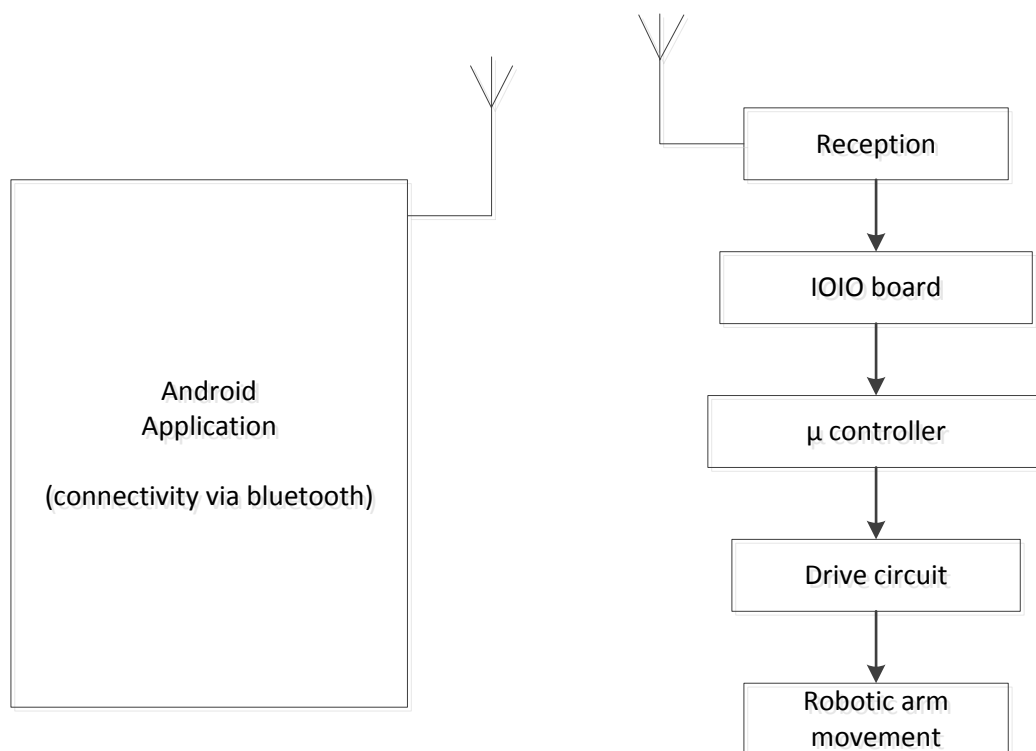 Android
Application
(connectivity via bluetooth)
Reception
IOIO board
µ controller
Drive circuit
Robotic arm
movement